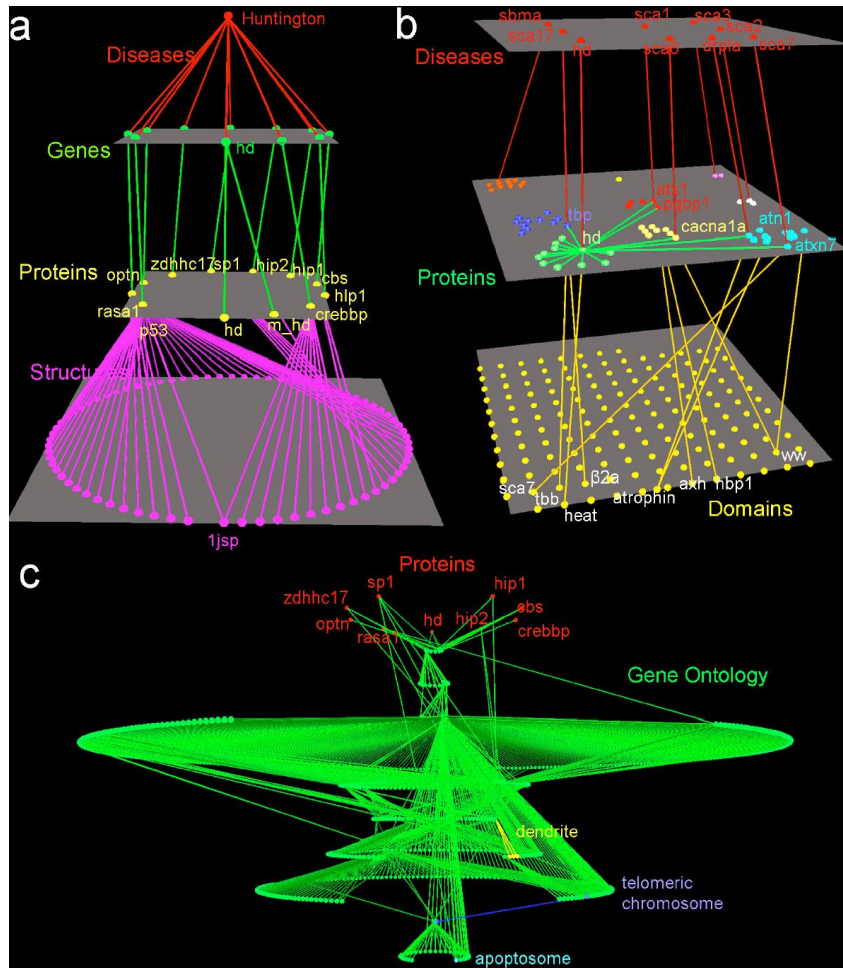 a
Huntington
Diseases
Genes
hd
Proteins
optn
zdhhc17
sp1
hip2
hip1
cbs
hlp1
rasa1
p53
hd
m_hd
crebbp
Structures
1jsp
b
sbma
sca17
hd
sca1
sca3
sca2
sca6
atpla
sca7
Diseases
atx1
pqbp1
tbp
hd
cacna1a
atn1
atxn7
Proteins
sca7
tbb
heat
β2a
atrophin
axh
hbp1
ww
Domains
c
Proteins
sp1
hip1
zdhhc17
optn
rasa1
hd
hip2
cbs
crebbp
Gene Ontology
dendrite
telomeric
chromosome
apoptosome